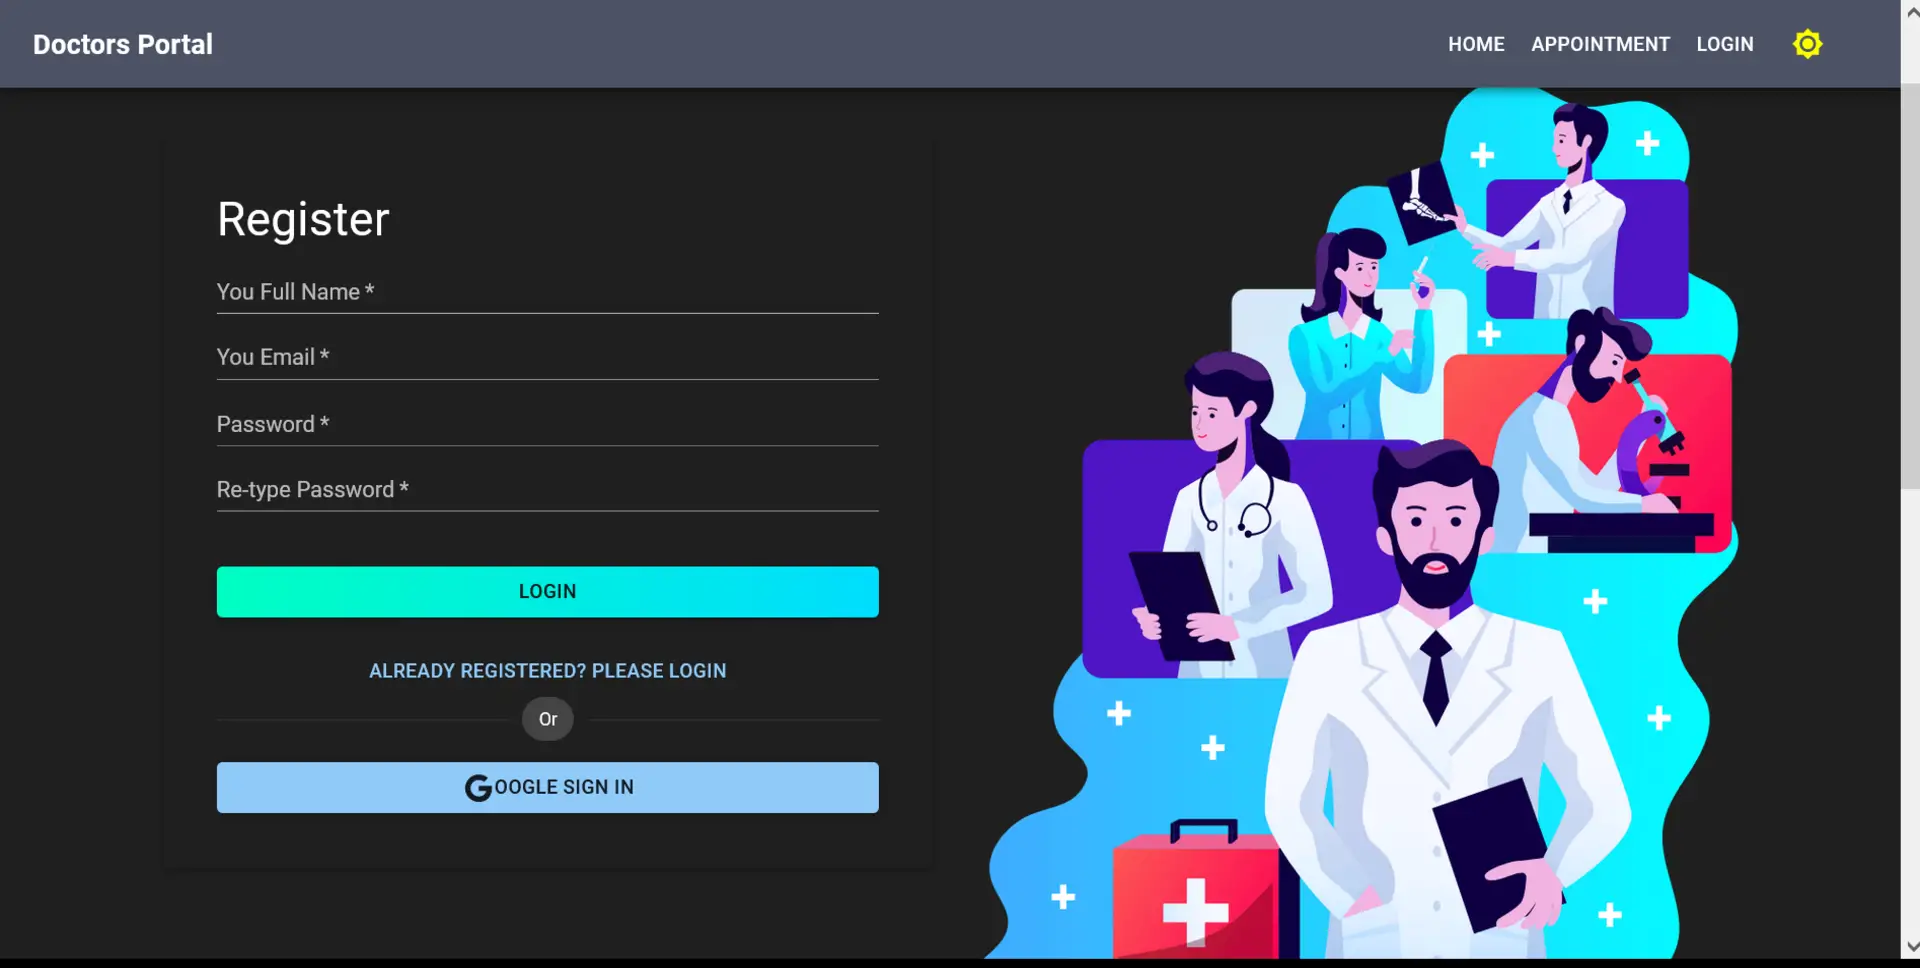 Doctors Portal
HOME APPOINTMENT LOGIN
Register
You Full Name *
You Email *
Password *
Re-type Password *
LOGIN
ALREADY REGISTERED? PLEASE LOGIN
Or
GOOGLE SIGN IN